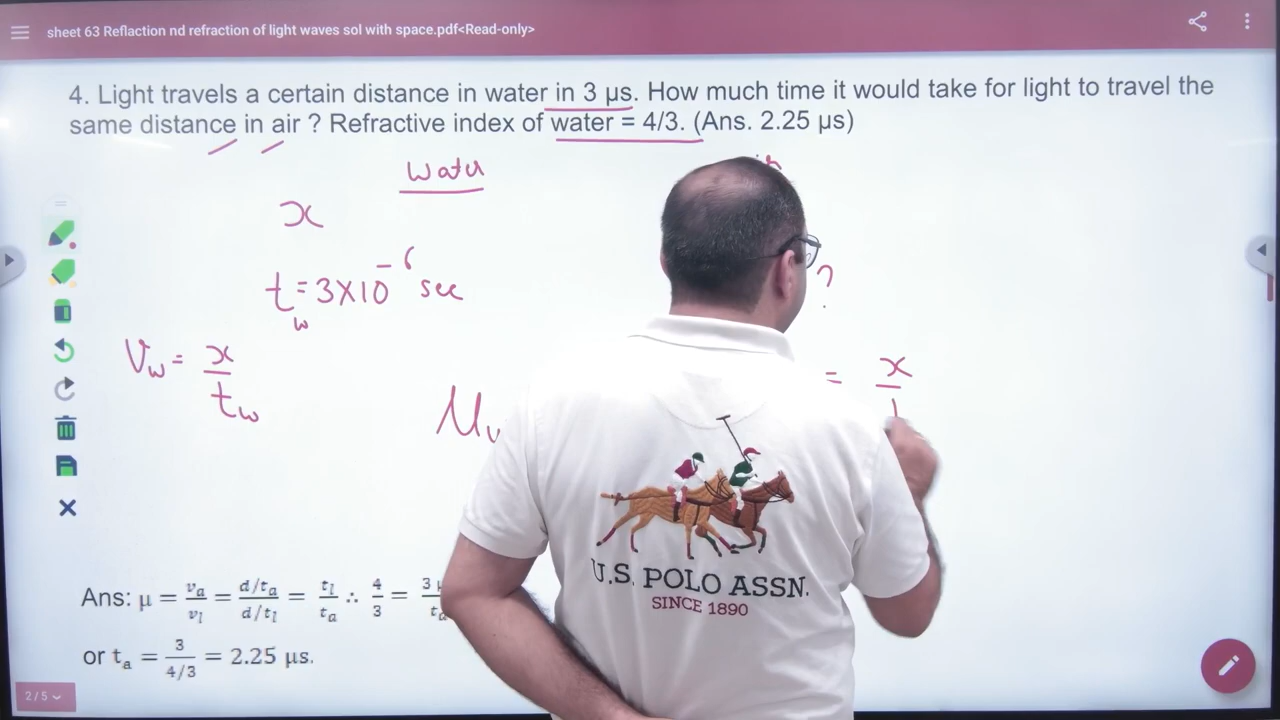 sheet 63 Reflaction nd refraction of light waves sol with space.pdf<Read-only>
4. Light travels a certain distance in water in 3 μs. How much time it would take for light to travel the
same distance in air ? Refractive index of water = 4/3. (Ans. 2.25 μs)
Water
x
t_w = 3×10^-6 sec
?
V_w = x/t_w
= x
μ
Ans: μ = v_a/v_l = d/t_a / d/t_l = t_l/t_a ∴ 4/3 = 3
or t_a = 3/(4/3) = 2.25 μs.
U.S. POLO ASSN.
SINCE 1890
2/5